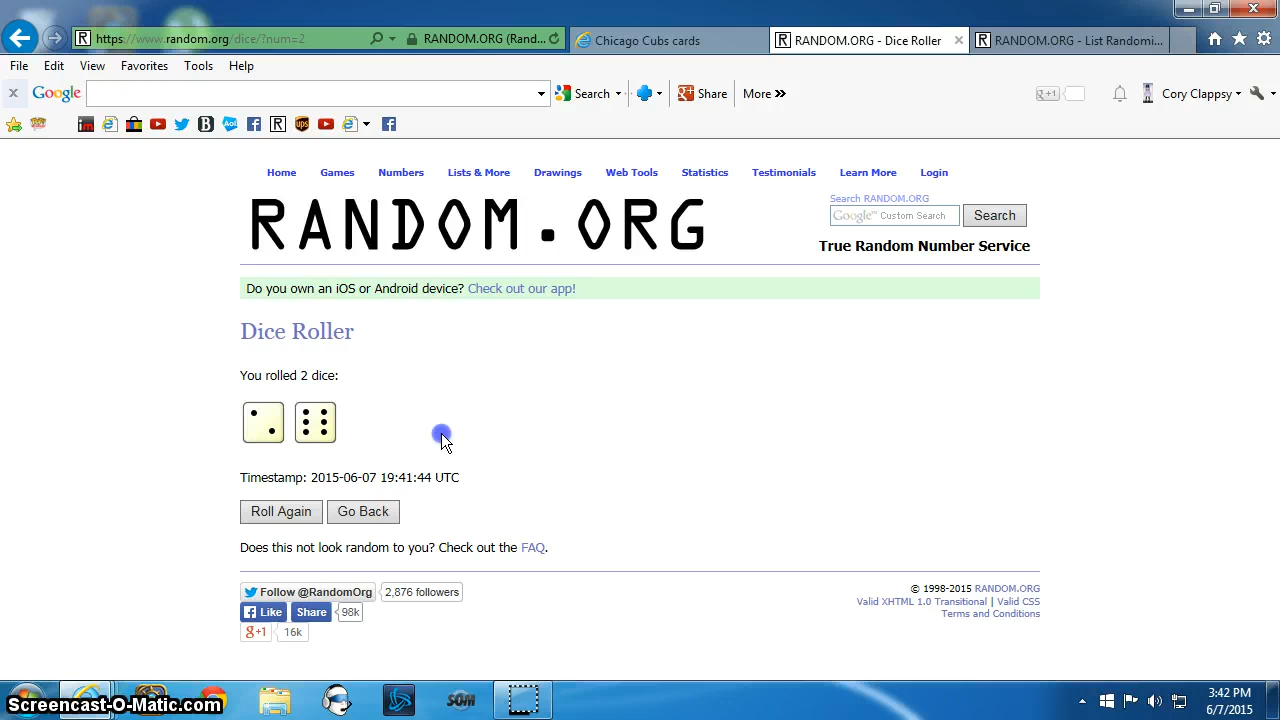 https://www.random.org/dice/?num=2
RANDOM.ORG (Rand...
Chicago Cubs cards
RANDOM.ORG - Dice Roller
RANDOM.ORG - List Randomi...
File Edit View Favorites Tools Help
Google
Search
Share
More »
g+1
Cory Clappsy
Home Games Numbers Lists & More Drawings Web Tools Statistics Testimonials Learn More Login
RANDOM.ORG
Search RANDOM.ORG
Google™ Custom Search
Search
True Random Number Service
Do you own an iOS or Android device? Check out our app!
Dice Roller
You rolled 2 dice:
Timestamp: 2015-06-07 19:41:44 UTC
Roll Again Go Back
Does this not look random to you? Check out the FAQ.
Follow @RandomOrg 2,876 followers
Like Share 98k
g+1 16k
© 1998-2015 RANDOM.ORG
Valid XHTML 1.0 Transitional | Valid CSS
Terms and Conditions
Screencast-O-Matic.com
SOM
3:42 PM
6/7/2015